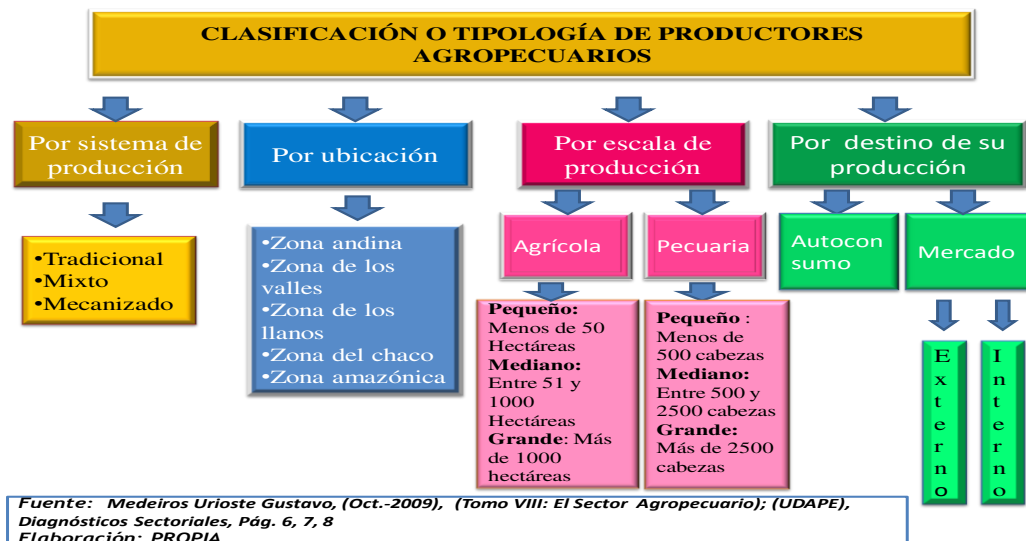 CLASIFICACIÓN O TIPOLOGÍA DE PRODUCTORES
AGROPECUARIOS
Por sistema de
producción
•Tradicional
•Mixto
•Mecanizado
Por ubicación
•Zona andina
•Zona de los
valles
•Zona de los
llanos
•Zona del chaco
•Zona amazónica
Por escala de
producción
Agrícola
Pequeño:
Menos de 50
Hectáreas
Mediano:
Entre 51 y
1000
Hectáreas
Grande: Más
de 1000
hectáreas
Pecuaria
Pequeño :
Menos de
500 cabezas
Mediano:
Entre 500 y
2500 cabezas
Grande:
Más de 2500
cabezas
Por destino de su
producción
Autocon
sumo
Mercado
Externo
Interno
Fuente: Medeiros Urioste Gustavo, (Oct.-2009), (Tomo VIII: El Sector Agropecuario); (UDAPE),
Diagnósticos Sectoriales, Pág. 6, 7, 8
Elaboración: PROPIA